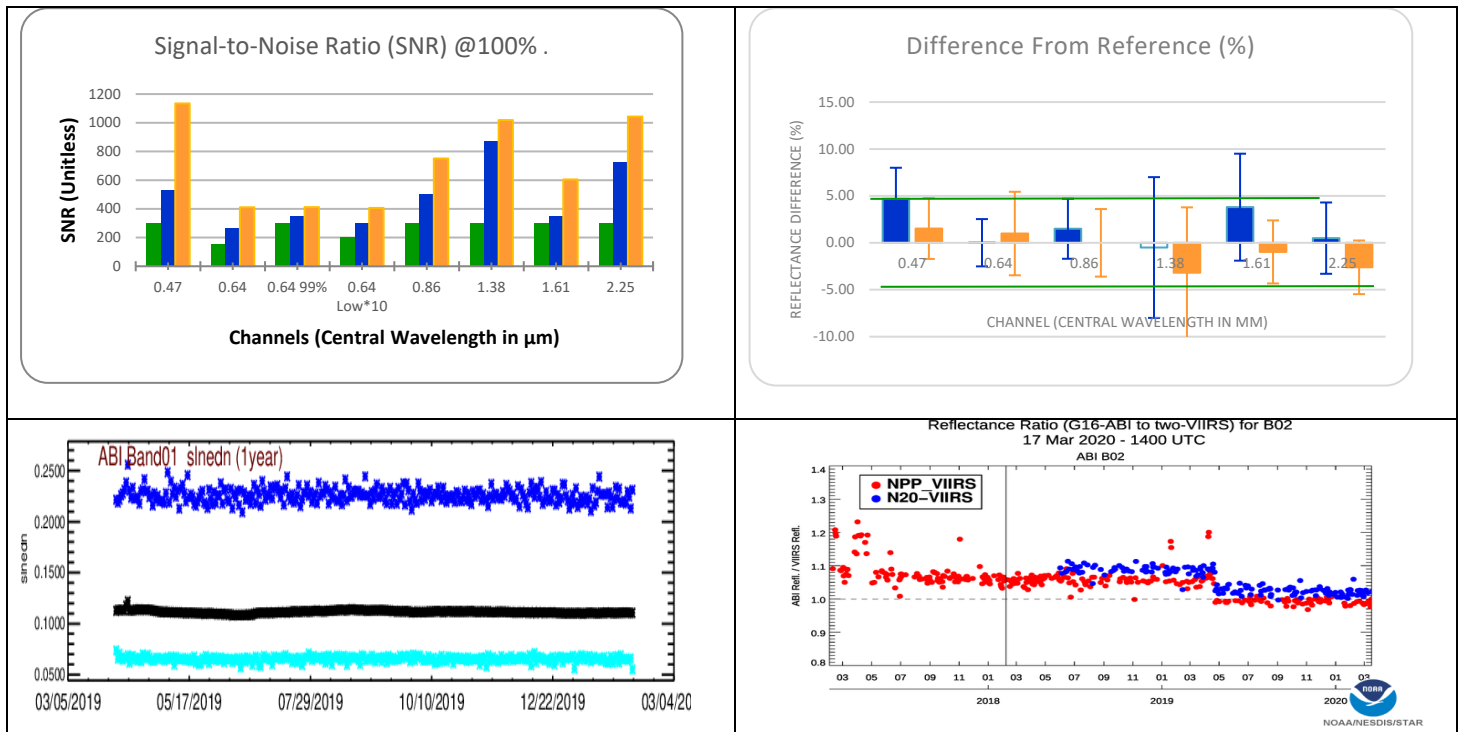 Signal-to-Noise Ratio (SNR) @100% .
1200
1000
800
600
400
200
0
SNR (Unitless)
0.47 0.64 0.64 99% 0.64 0.86 1.38 1.61 2.25
Low*10
Channels (Central Wavelength in µm)
Difference From Reference (%)
15.00
10.00
5.00
0.00
-5.00
-10.00
REFLECTANCE DIFFERENCE (%)
0.47 0.64 0.86 1.38 1.61 2.25
CHANNEL (CENTRAL WAVELENGTH IN MM)
ABI Band01 slnedn (1year)
0.2500
0.2000
0.1500
0.1000
0.0500
slnedn
03/05/2019 05/17/2019 07/29/2019 10/10/2019 12/22/2019 03/04/20
Reflectance Ratio (G16-ABI to two-VIIRS) for B02
17 Mar 2020 - 1400 UTC
ABI B02
NPP_VIIRS
N20-VIIRS
1.4
1.3
1.2
1.1
1.0
0.9
0.8
ABI Refl. / VIIRS Refl.
03 05 07 09 11 01 03 05 07 09 11 01 03 05 07 09 11 01 03
2018 2019 2020
NOAA
NOAA/NESDIS/STAR